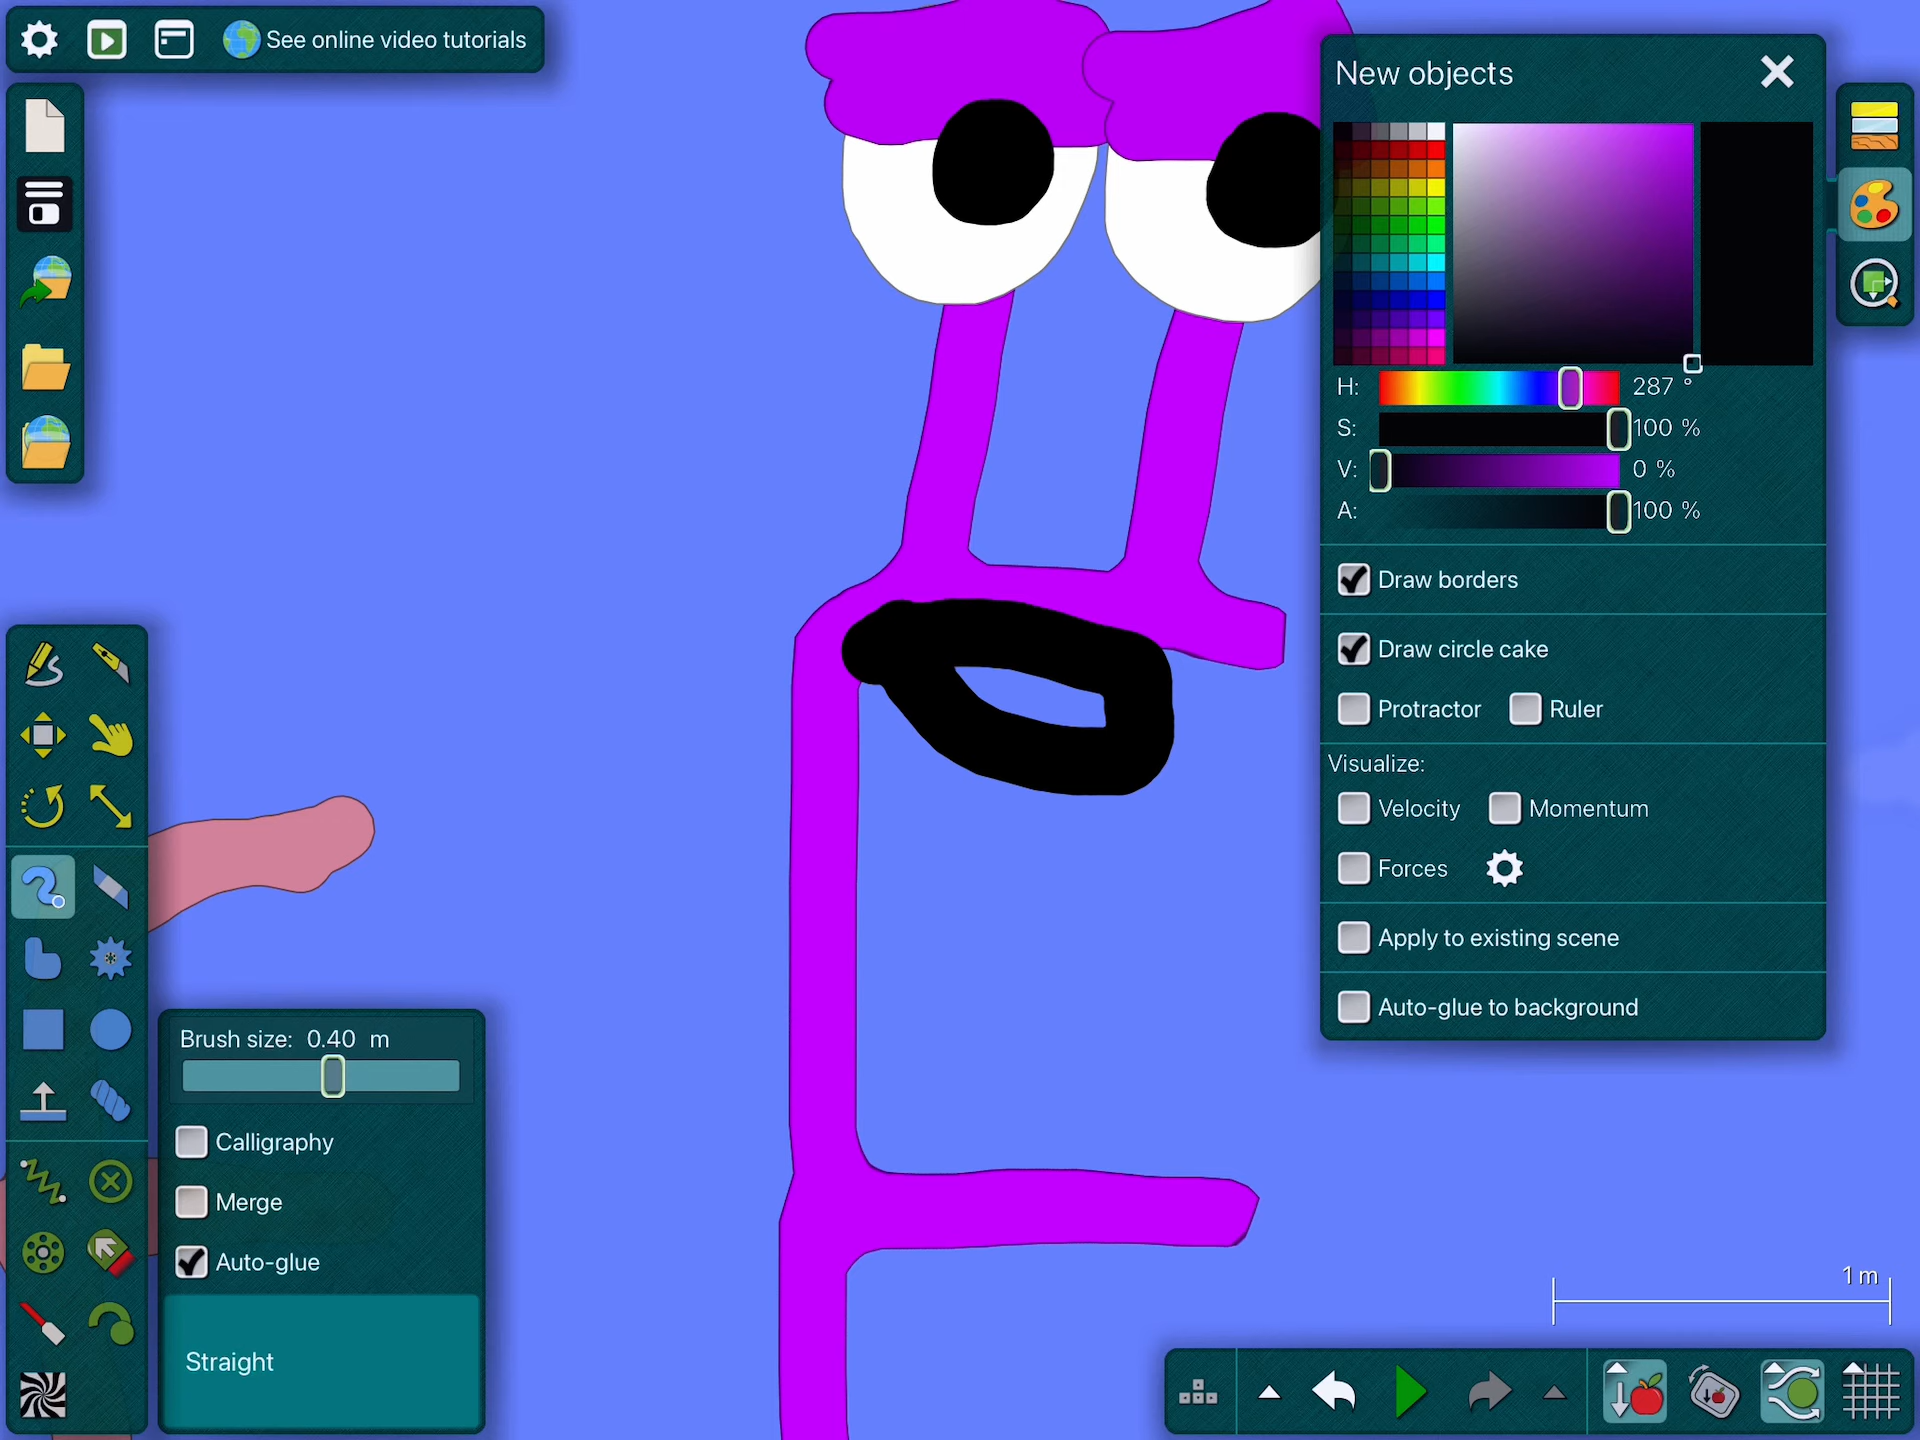 See online video tutorials
New objects
H: 287 °
S: 100 %
V: 0 %
A: 100 %
Draw borders
Draw circle cake
Protractor Ruler
Visualize:
Velocity Momentum
Forces
Apply to existing scene
Auto-glue to background
Brush size: 0.40 m
Calligraphy
Merge
Auto-glue
Straight
1 m